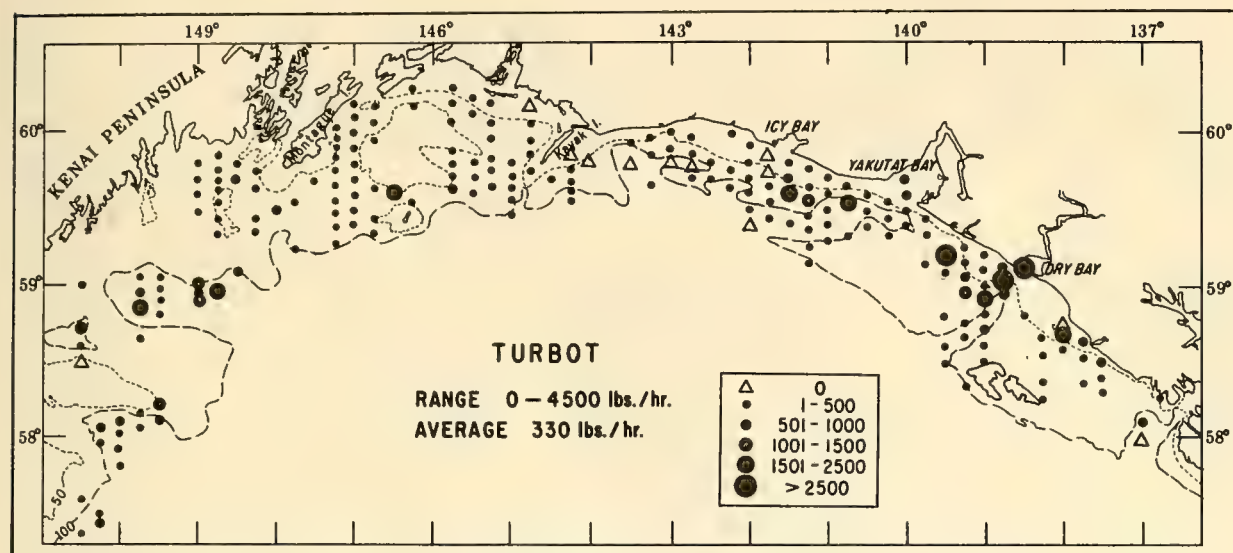 149° 146° 143° 140° 137°
KENAI PENINSULA
60°
Montague
Kayak I.
ICY BAY
60°
YAKUTAT BAY
59°
DRY BAY
59°
TURBOT
RANGE 0-4500 lbs./hr.
AVERAGE 330 lbs./hr.
0
1-500
501-1000
1001-1500
1501-2500
>2500
58°
58°
50
100